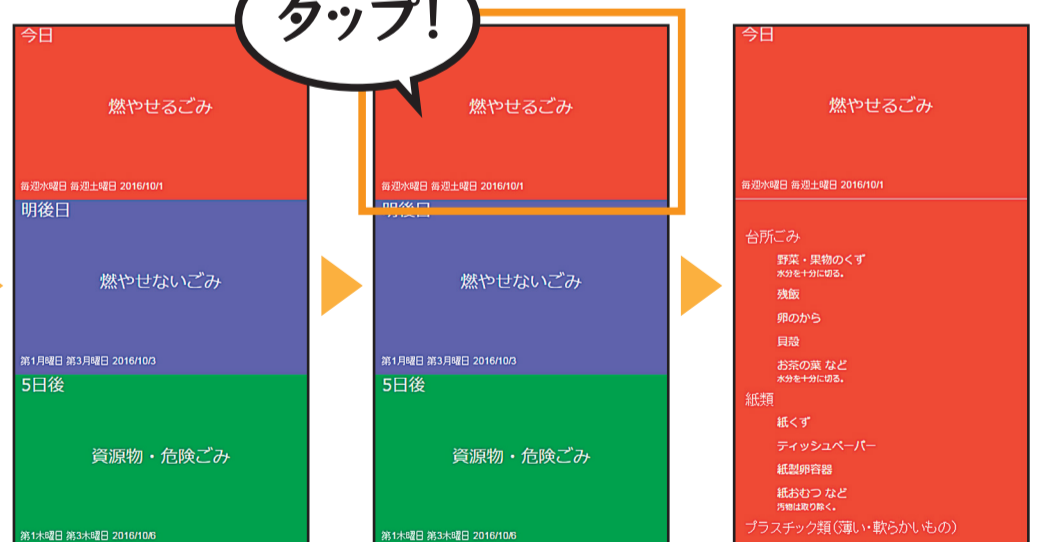 タップ!
今日
燃やせるごみ
毎週水曜日 毎週土曜日 2016/10/1
明後日
燃やせないごみ
第1月曜日 第3月曜日 2016/10/3
5日後
資源物・危険ごみ
第1木曜日 第3木曜日 2016/10/6
燃やせるごみ
毎週水曜日 毎週土曜日 2016/10/1
明後日
燃やせないごみ
第1月曜日 第3月曜日 2016/10/3
5日後
資源物・危険ごみ
第1木曜日 第3木曜日 2016/10/6
今日
燃やせるごみ
毎週水曜日 毎週土曜日 2016/10/1
台所ごみ
野菜・果物のくず
水分を十分に切る。
残飯
卵のから
貝殻
お茶の葉 など
水分を十分に切る。
紙類
紙くず
ティッシュペーパー
紙製卵容器
紙おむつ など
汚物は取り除く。
プラスチック類(薄い・軟らかいもの)